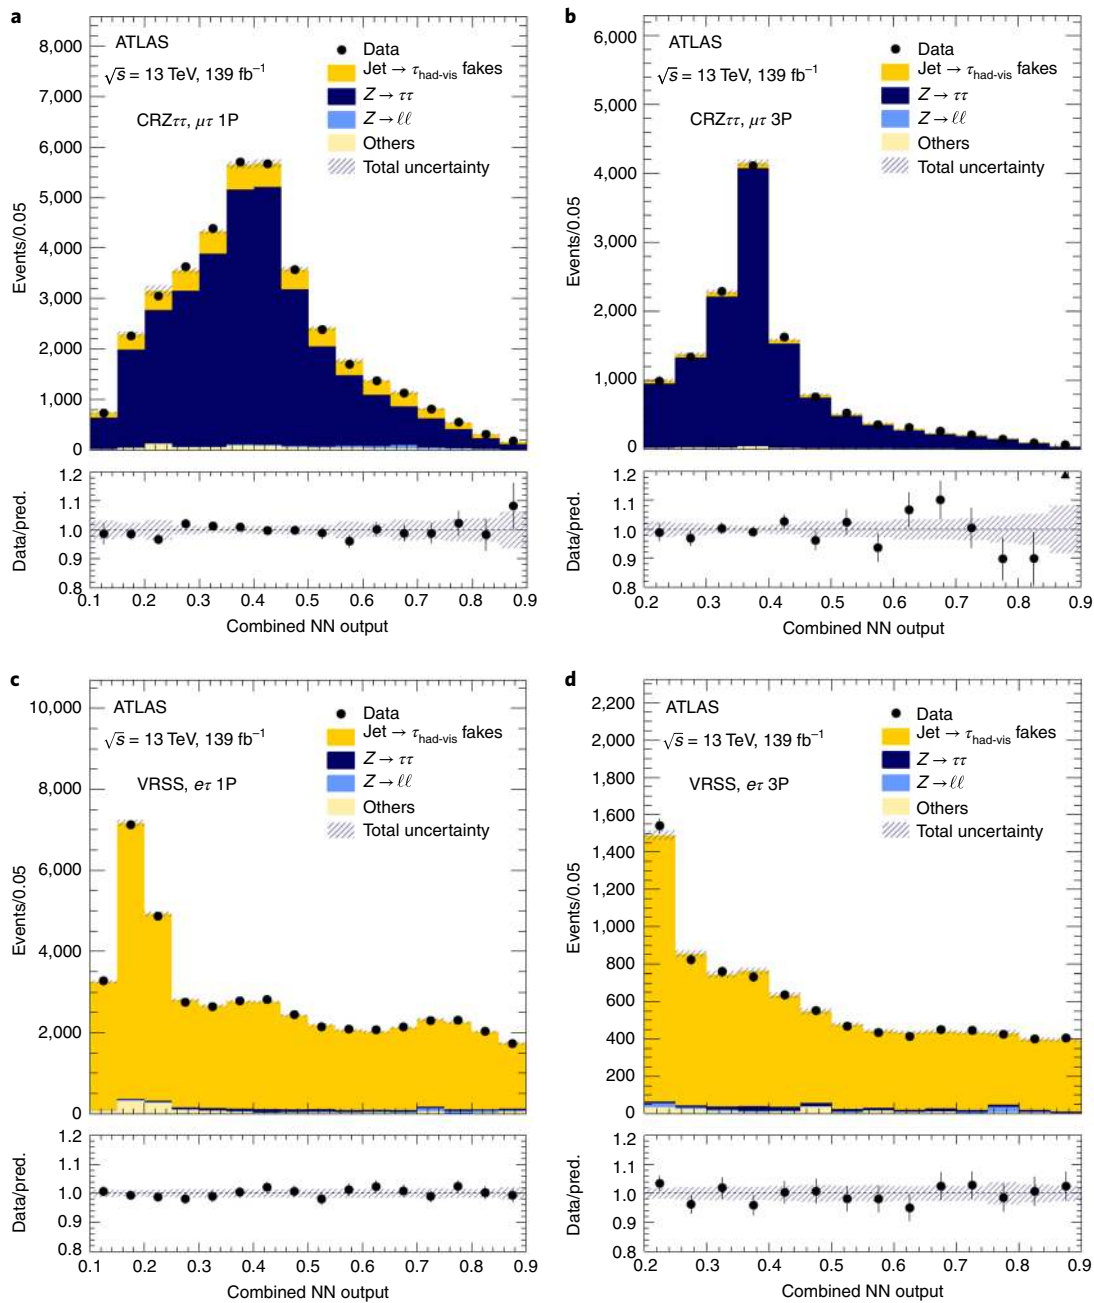 a
ATLAS
√s = 13 TeV, 139 fb⁻¹
CRZττ, μτ 1P
Data
Jet → τhad-vis fakes
Z → ττ
Z → ℓℓ
Others
Total uncertainty
Events/0.05
8,000
7,000
6,000
5,000
4,000
3,000
2,000
1,000
0
Data/pred.
1.2
1.1
1.0
0.9
0.8
0.1 0.2 0.3 0.4 0.5 0.6 0.7 0.8 0.9
Combined NN output
b
ATLAS
√s = 13 TeV, 139 fb⁻¹
CRZττ, μτ 3P
Data
Jet → τhad-vis fakes
Z → ττ
Z → ℓℓ
Others
Total uncertainty
Events/0.05
6,000
5,000
4,000
3,000
2,000
1,000
0
Data/pred.
1.2
1.1
1.0
0.9
0.8
0.2 0.3 0.4 0.5 0.6 0.7 0.8 0.9
Combined NN output
c
ATLAS
√s = 13 TeV, 139 fb⁻¹
VRSS, eτ 1P
Data
Jet → τhad-vis fakes
Z → ττ
Z → ℓℓ
Others
Total uncertainty
Events/0.05
10,000
8,000
6,000
4,000
2,000
0
Data/pred.
1.2
1.1
1.0
0.9
0.8
0.1 0.2 0.3 0.4 0.5 0.6 0.7 0.8 0.9
Combined NN output
d
ATLAS
√s = 13 TeV, 139 fb⁻¹
VRSS, eτ 3P
Data
Jet → τhad-vis fakes
Z → ττ
Z → ℓℓ
Others
Total uncertainty
Events/0.05
2,200
2,000
1,800
1,600
1,400
1,200
1,000
800
600
400
200
0
Data/pred.
1.2
1.1
1.0
0.9
0.8
0.2 0.3 0.4 0.5 0.6 0.7 0.8 0.9
Combined NN output